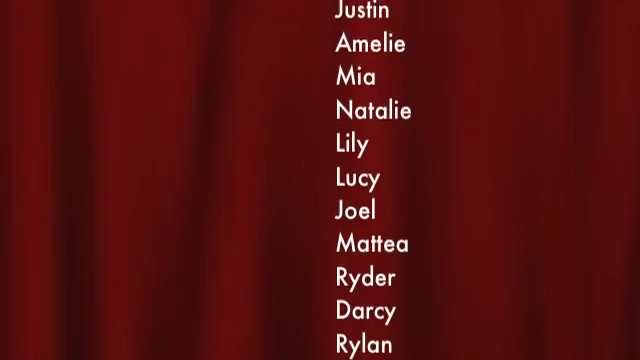 Justin
Amelie
Mia
Natalie
Lily
Lucy
Joel
Mattea
Ryder
Darcy
Rylan